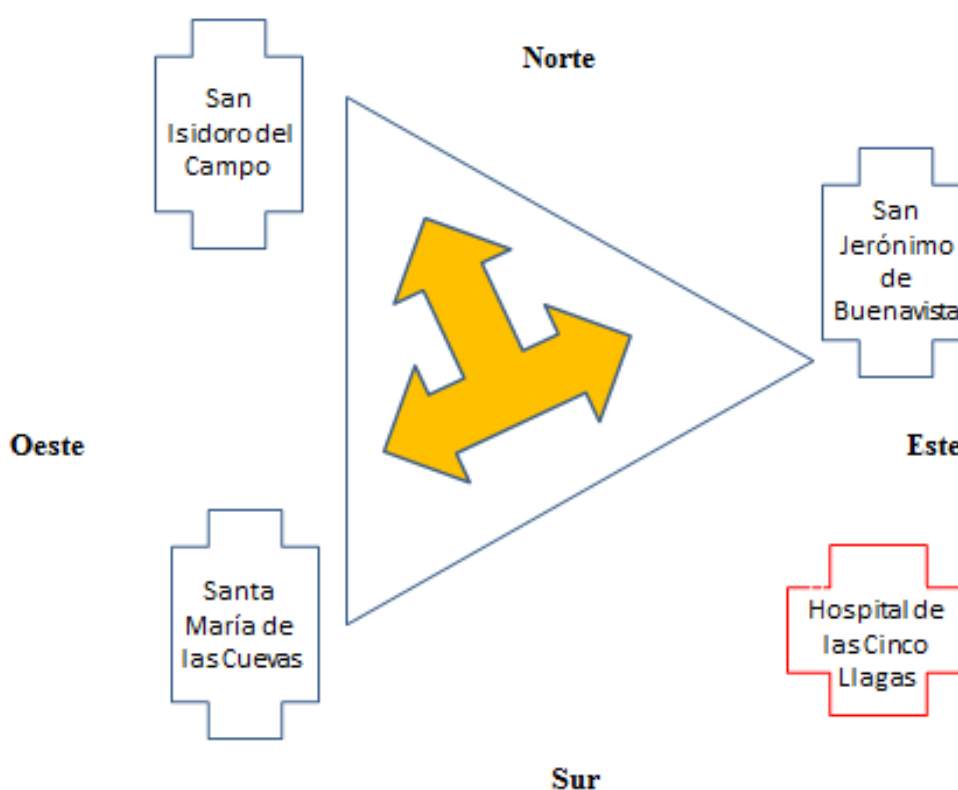 Norte
San
Isidoro del
Campo
San
Jerónimo
de
Buenavista
Oeste
Este
Santa
María de
las Cuevas
Hospital de
las Cinco
Llagas
Sur